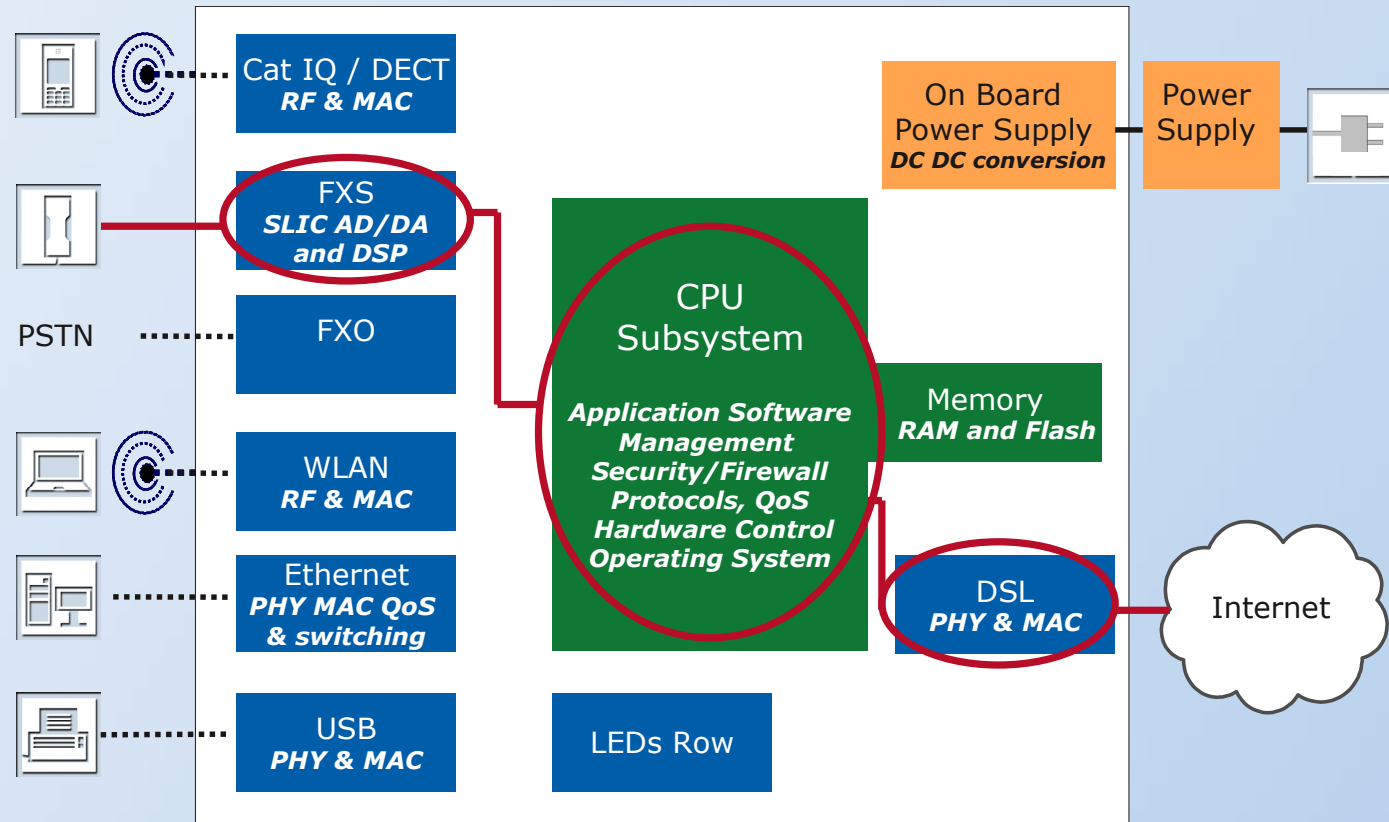 Cat IQ / DECT
RF & MAC
On Board
Power Supply
DC DC conversion
Power
Supply
FXS
SLIC AD/DA
and DSP
CPU
Subsystem
Application Software
Management
Security/Firewall
Protocols, QoS
Hardware Control
Operating System
PSTN
FXO
Memory
RAM and Flash
WLAN
RF & MAC
Ethernet
PHY MAC QoS
& switching
DSL
PHY & MAC
Internet
USB
PHY & MAC
LEDs Row